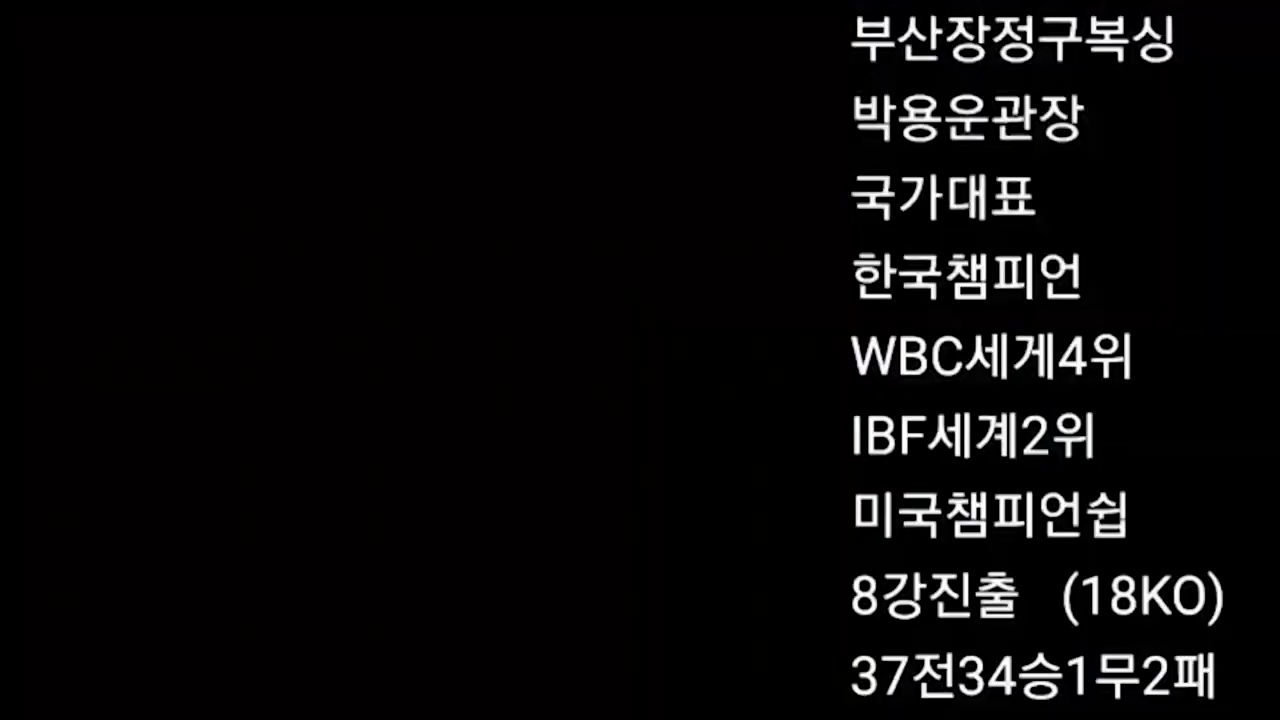 부산장정구복싱
박용운관장
국가대표
한국챔피언
WBC세게4위
IBF세계2위
미국챔피언쉽
8강진출 (18KO)
37전34승1무2패